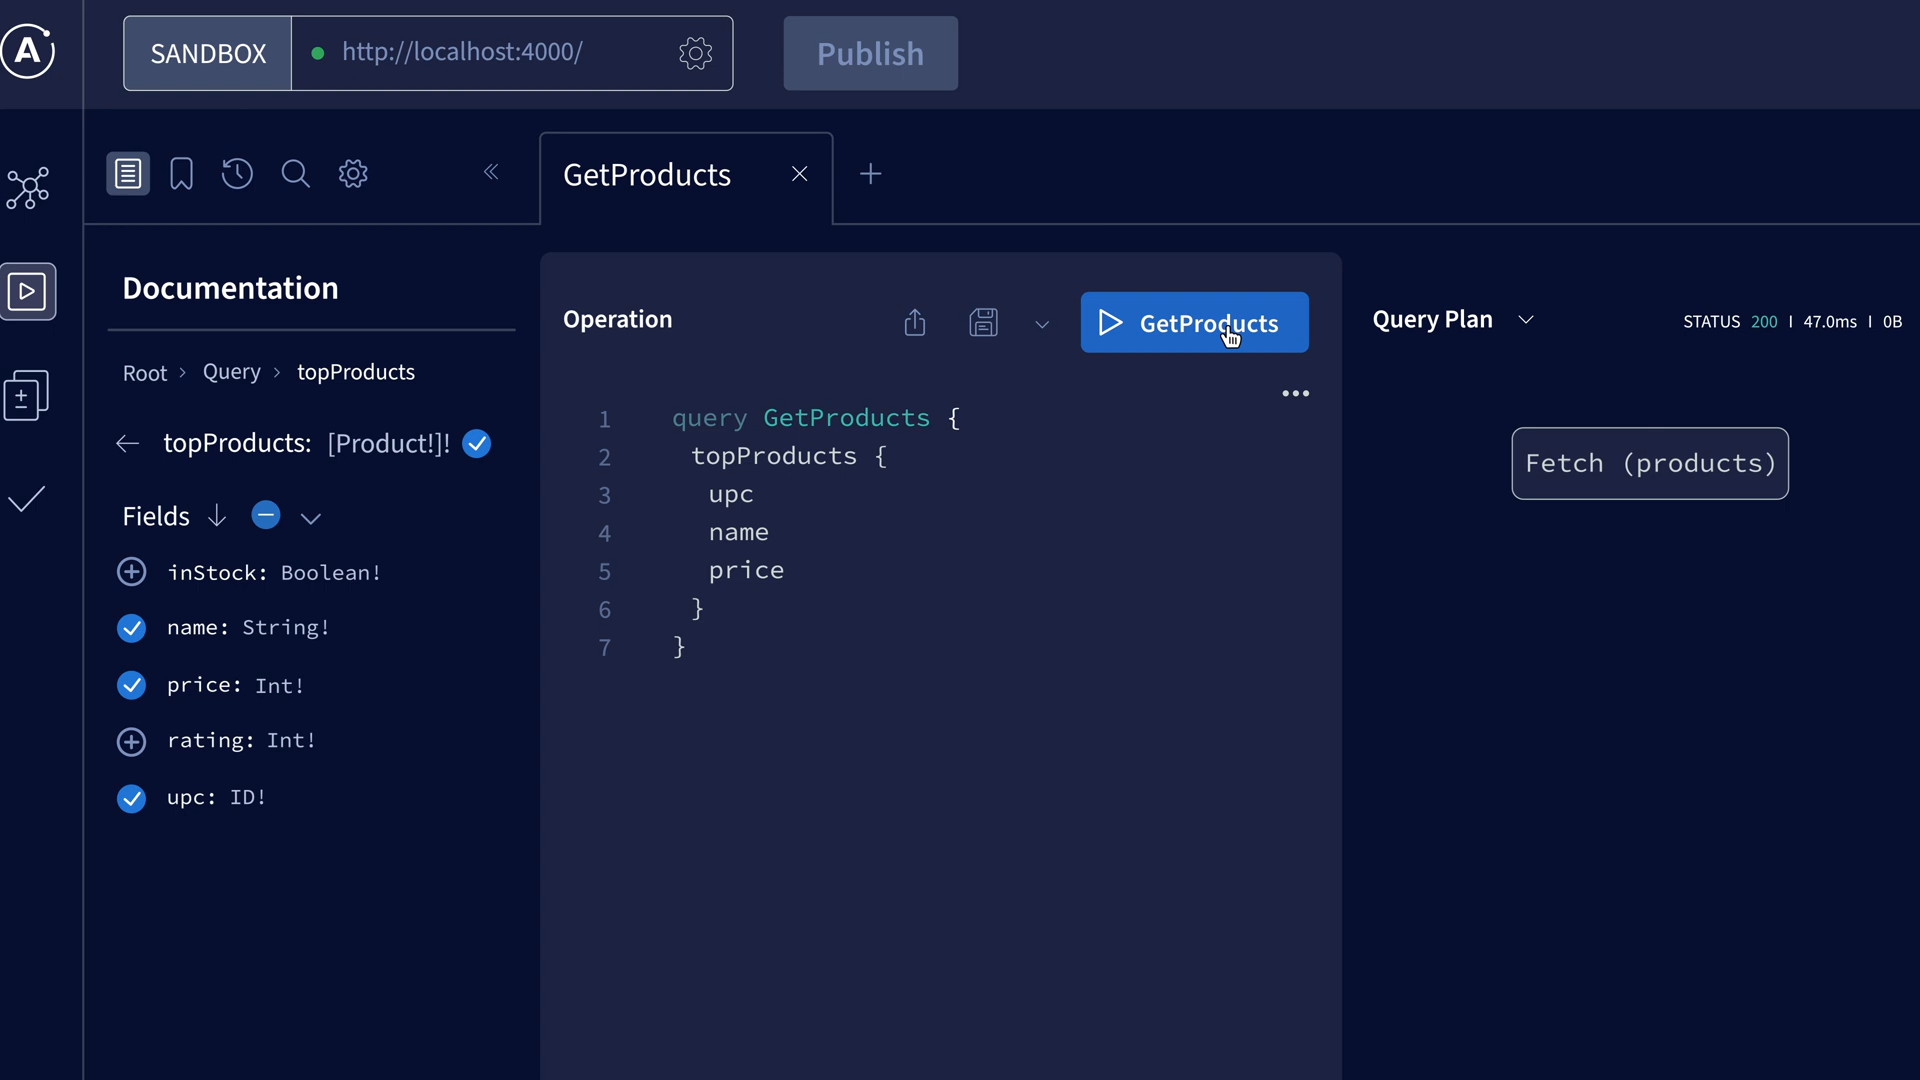 A
SANDBOX
http://localhost:4000/
Publish
GetProducts
Documentation
Root > Query > topProducts
topProducts: [Product!]!
Fields
inStock: Boolean!
name: String!
price: Int!
rating: Int!
upc: ID!
Operation
GetProducts
1 query GetProducts {
2 topProducts {
3 upc
4 name
5 price
6 }
7 }
Query Plan
STATUS 200 | 47.0ms | 0B
Fetch (products)